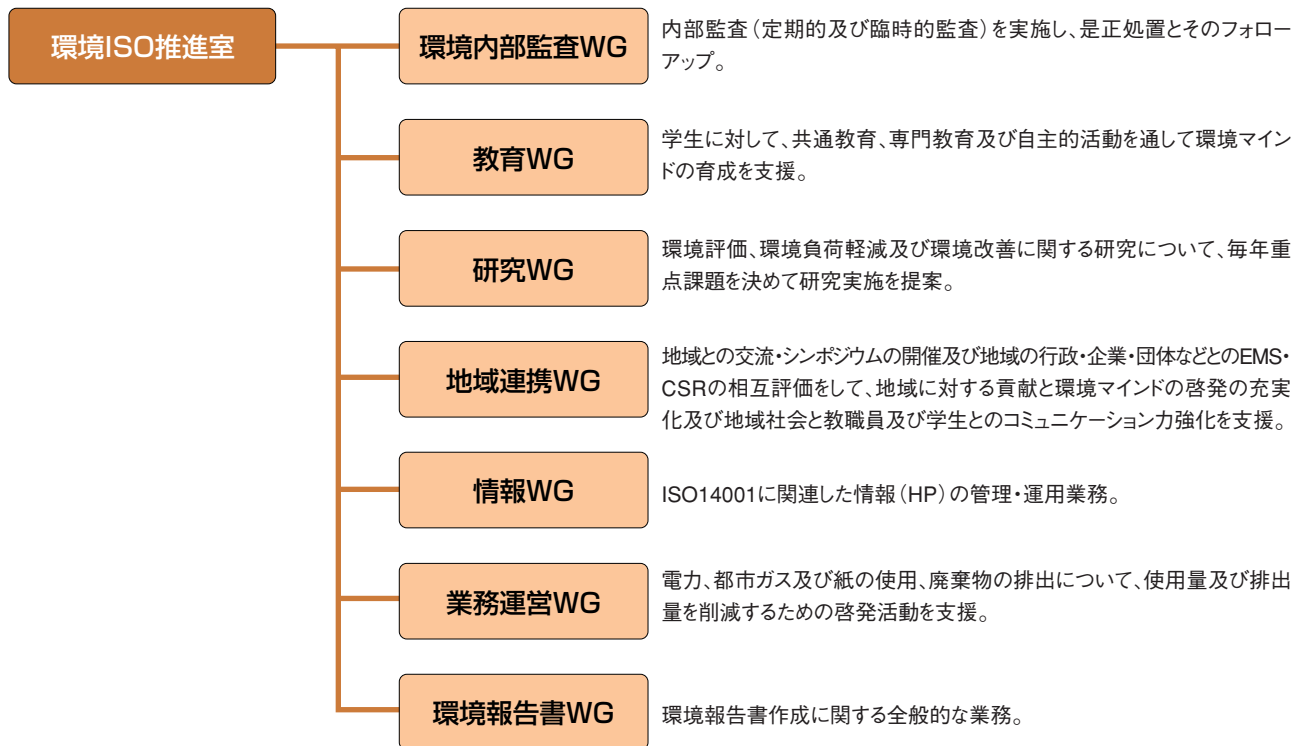 環境ISO推進室
環境内部監査WG
内部監査（定期的及び臨時的監査）を実施し、是正処置とそのフォロー
アップ。
教育WG
学生に対して、共通教育、専門教育及び自主的活動を通して環境マイン
ドの育成を支援。
研究WG
環境評価、環境負荷軽減及び環境改善に関する研究について、毎年重
点課題を決めて研究実施を提案。
地域連携WG
地域との交流・シンポジウムの開催及び地域の行政・企業・団体などとのEMS・
CSRの相互評価をして、地域に対する貢献と環境マインドの啓発の充実
化及び地域社会と教職員及び学生とのコミュニケーション力強化を支援。
情報WG
ISO14001に関連した情報（HP）の管理・運用業務。
業務運営WG
電力、都市ガス及び紙の使用、廃棄物の排出について、使用量及び排出
量を削減するための啓発活動を支援。
環境報告書WG
環境報告書作成に関する全般的な業務。